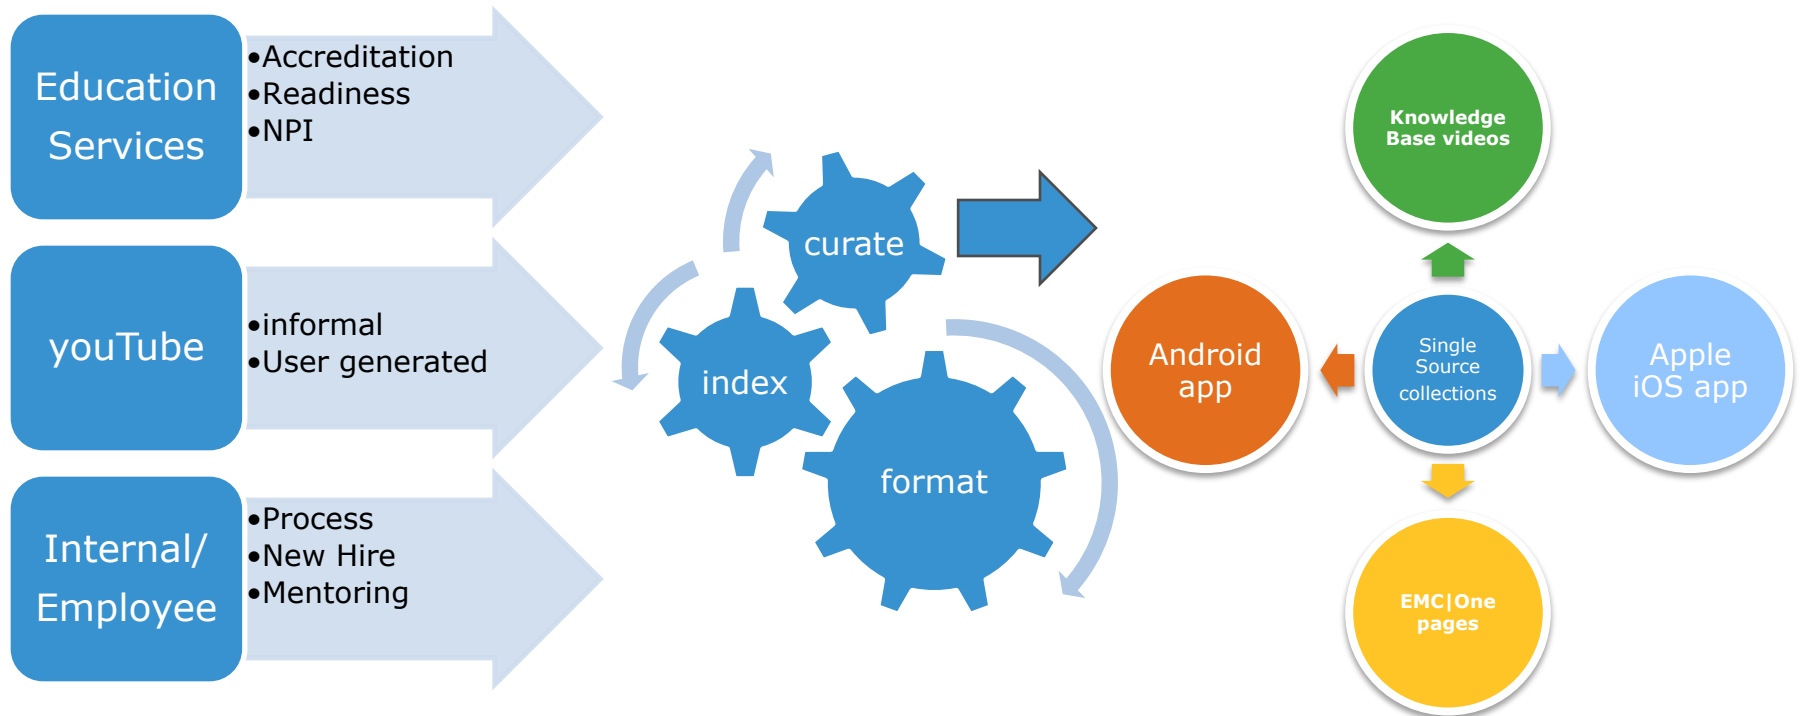 Education
Services
•Accreditation
•Readiness
•NPI
youTube
•informal
•User generated
Internal/
Employee
•Process
•New Hire
•Mentoring
curate
index
format
Knowledge
Base videos
Android
app
Single
Source
collections
Apple
iOS app
EMC|One
pages